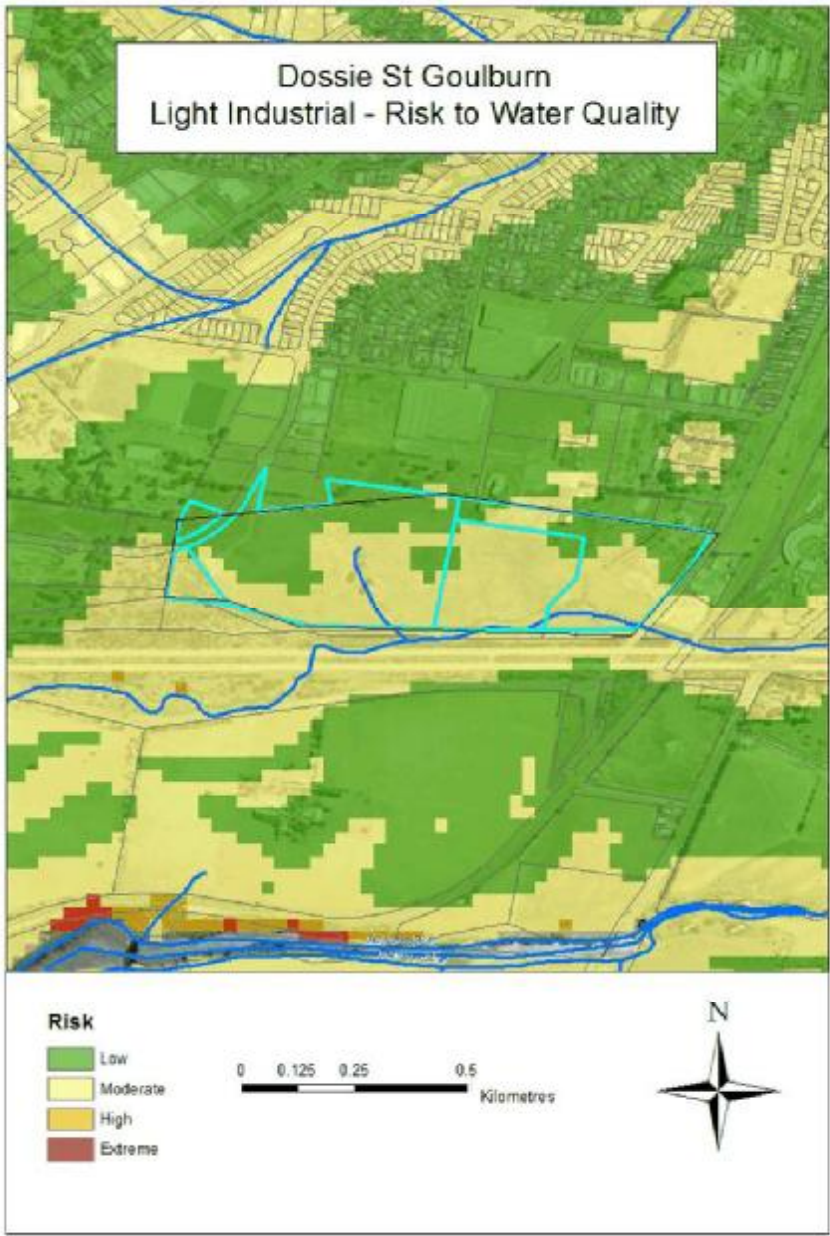 Dossie St Goulburn
Light Industrial - Risk to Water Quality
Risk
Low
Moderate
High
Extreme
0 0.125 0.25 0.5
Kilometres
N